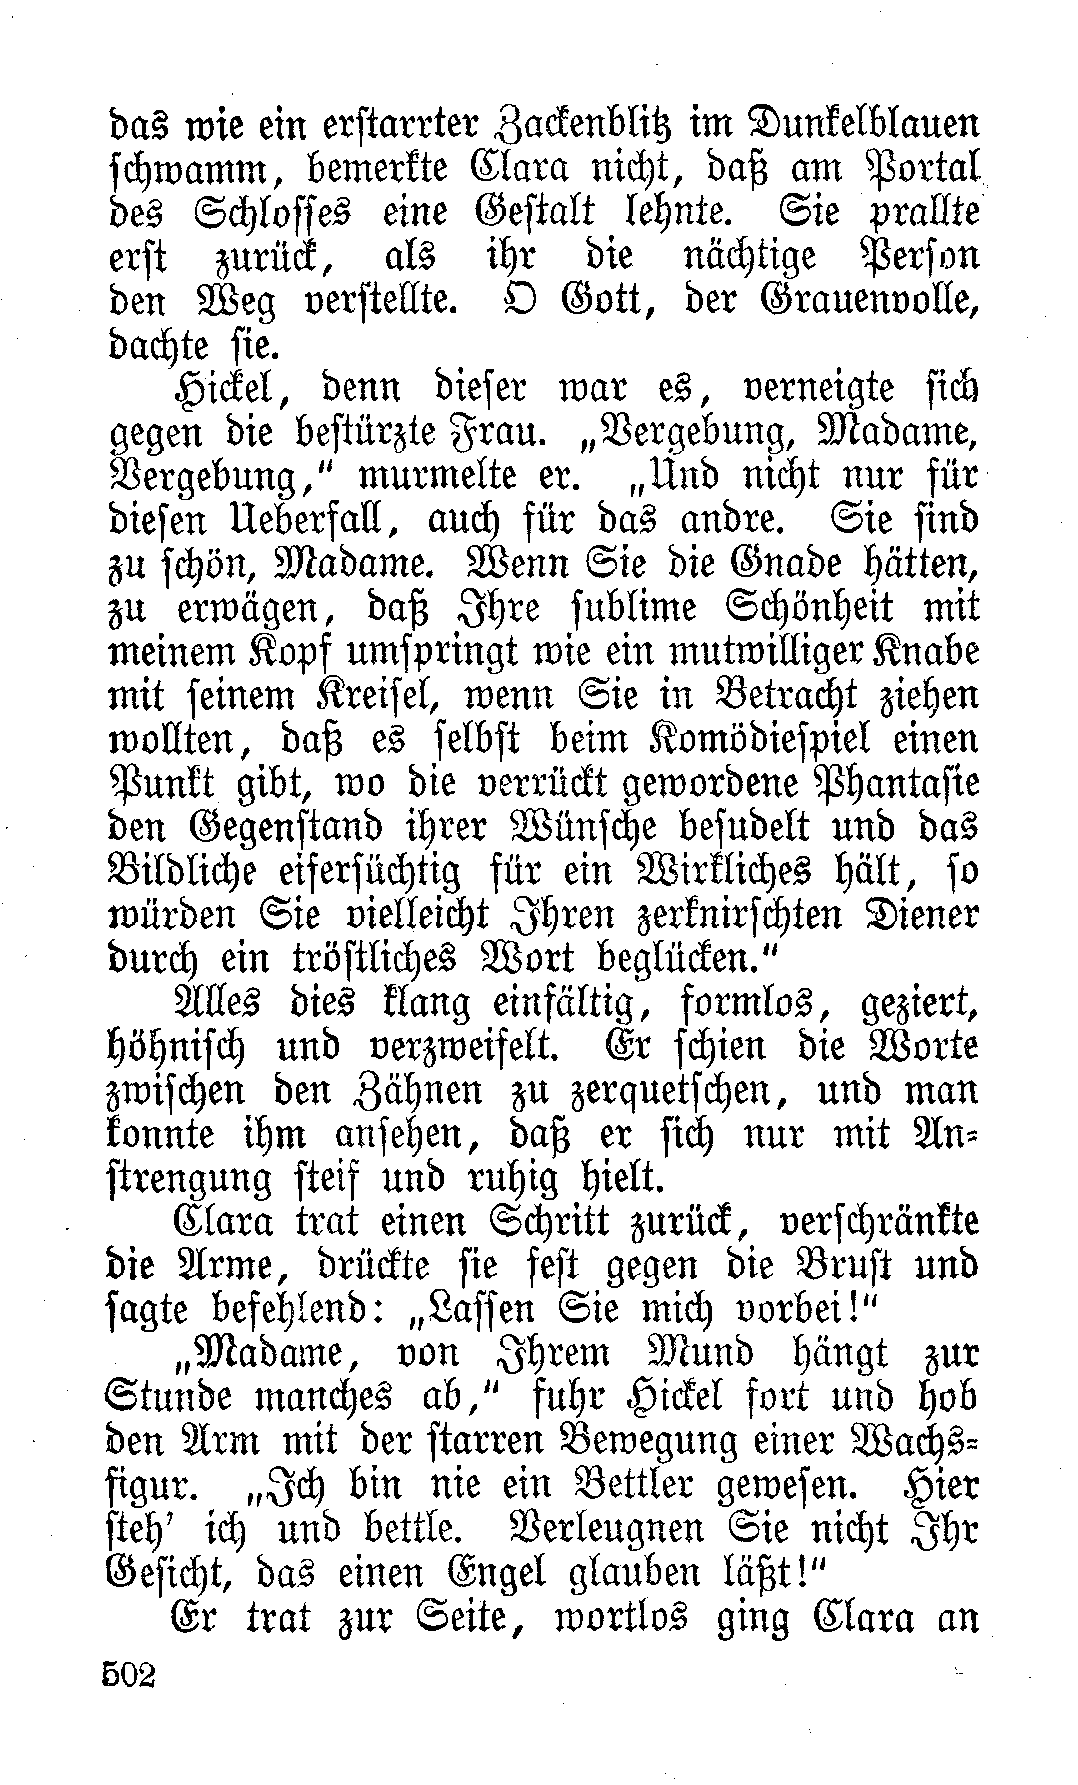 das wie ein erstarrter Zackenblitz im Dunkelblauen
schwamm, bemerkte Clara nicht, daß am Portal
des Schlosses eine Gestalt lehnte. Sie prallte
erst zurück, als ihr die nächtige Person
den Weg verstellte. O Gott, der Grauenvolle,
dachte sie.
Hickel, denn dieser war es, verneigte sich
gegen die bestürzte Frau. „Vergebung, Madame,
Vergebung,“ murmelte er. „Und nicht nur für
diesen Ueberfall, auch für das andre. Sie sind
zu schön, Madame. Wenn Sie die Gnade hätten,
zu erwägen, daß Ihre sublime Schönheit mit
meinem Kopf umspringt wie ein mutwilliger Knabe
mit seinem Kreisel, wenn Sie in Betracht ziehen
wollten, daß es selbst beim Komödiespiel einen
Punkt gibt, wo die verrückt gewordene Phantasie
den Gegenstand ihrer Wünsche besudelt und das
Bildliche eifersüchtig für ein Wirkliches hält, so
würden Sie vielleicht Ihren zerknirschten Diener
durch ein tröstliches Wort beglücken.“
Alles dies klang einfältig, formlos, geziert,
höhnisch und verzweifelt. Er schien die Worte
zwischen den Zähnen zu zerquetschen, und man
konnte ihm ansehen, daß er sich nur mit An-
strengung steif und ruhig hielt.
Clara trat einen Schritt zurück, verschränkte
die Arme, drückte sie fest gegen die Brust und
sagte befehlend: „Lassen Sie mich vorbei!“
„Madame, von Ihrem Mund hängt zur
Stunde manches ab,“ fuhr Hickel fort und hob
den Arm mit der starren Bewegung einer Wachs-
figur. „Ich bin nie ein Bettler gewesen. Hier
steh’ ich und bettle. Verleugnen Sie nicht Ihr
Gesicht, das einen Engel glauben läßt!“
Er trat zur Seite, wortlos ging Clara an
502